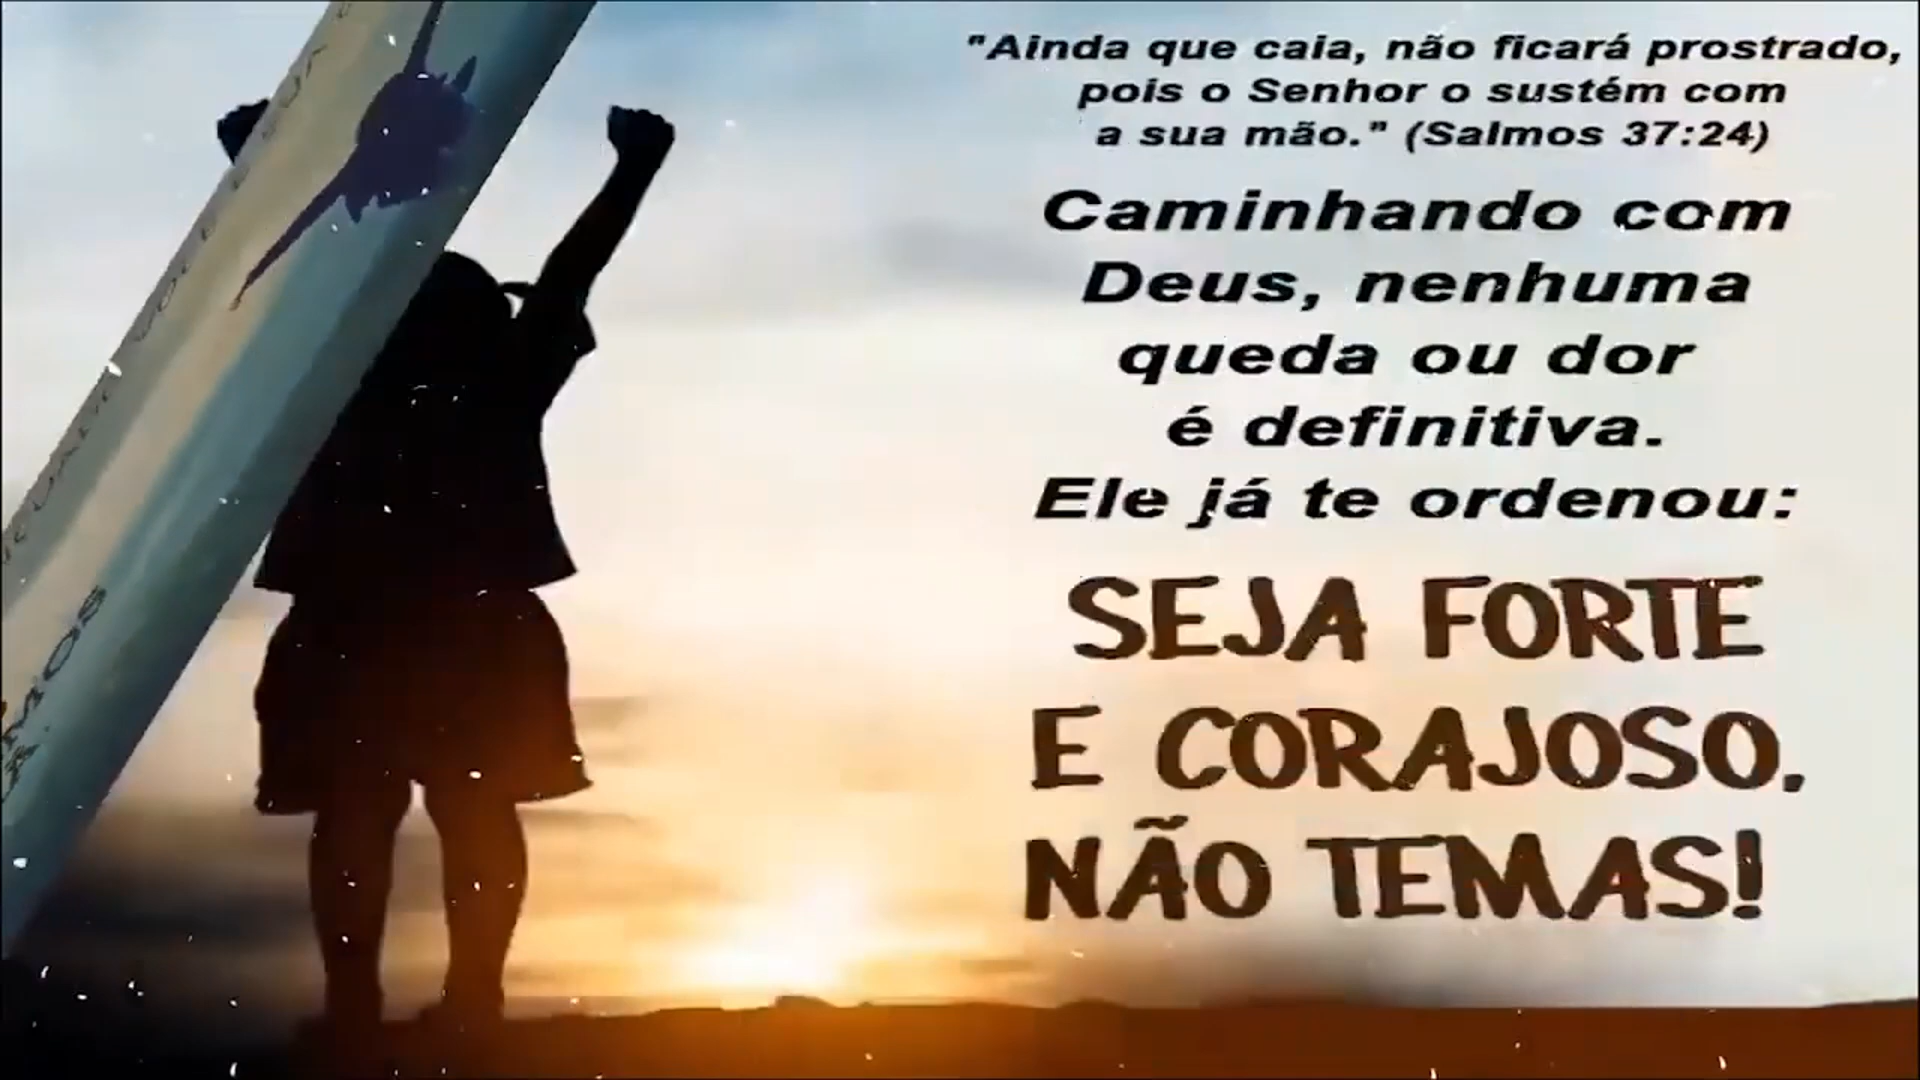 "Ainda que caia, não ficará prostrado,
pois o Senhor o sustém com
a sua mão." (Salmos 37:24)
Caminhando com
Deus, nenhuma
queda ou dor
é definitiva.
Ele já te ordenou:
SEJA FORTE
E CORAJOSO.
NÃO TEMAS!